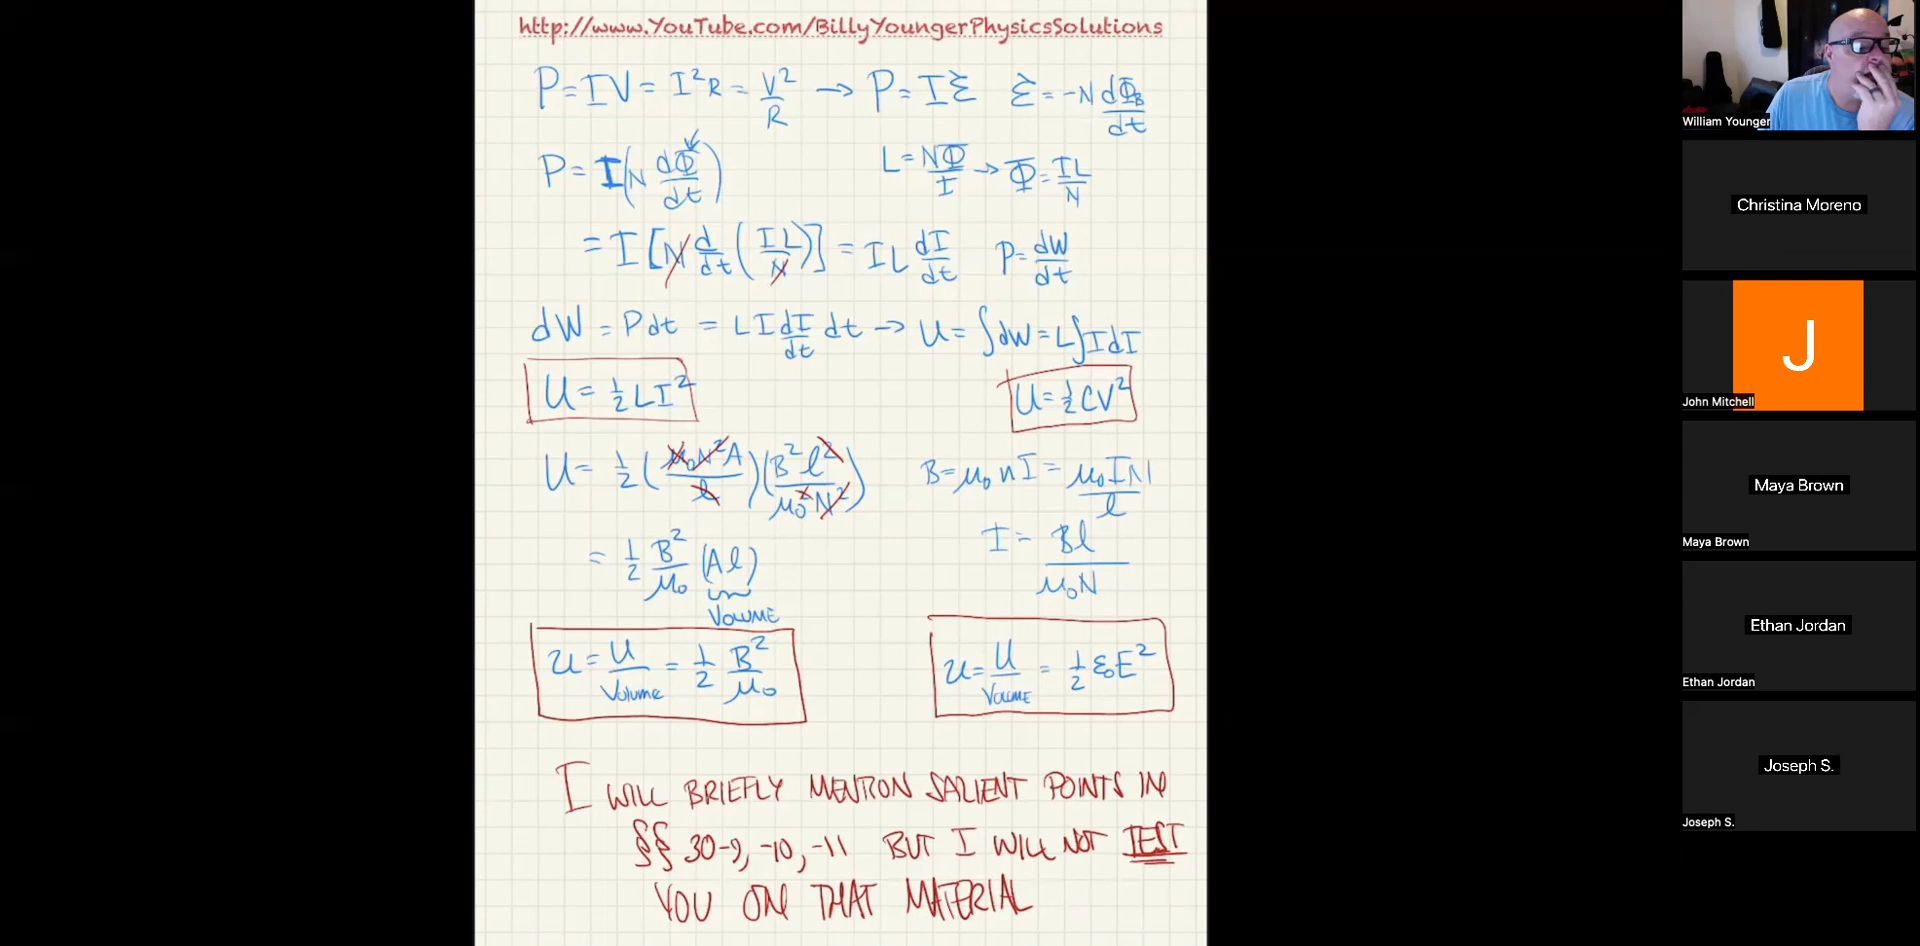 http://www.YouTube.com/BillyYoungerPhysicsSolutions
P = IV = I²R = V²/R → P = Iℰ   ℰ = -N dΦ_B/dt
P = I(N dΦ/dt)   L = NΦ/I → Φ = IL/N
= I[N d/dt (IL/N)] = IL dI/dt   P = dW/dt
dW = Pdt = LI dI/dt dt → U = ∫dW = L∫IdI
U = ½LI²   U = ½CV²
U = ½(μ₀N²A/l)(B²l²/μ₀²N²)   B = μ₀nI = μ₀IN/l
= ½ B²/μ₀ (Al)   I = Bl/μ₀N
VOLUME
u = U/Volume = ½ B²/μ₀   u = U/VOLUME = ½ε₀E²
I WILL BRIEFLY MENTION SALIENT POINTS IN
§§ 30-9, -10, -11 BUT I WILL NOT TEST
YOU ON THAT MATERIAL
William Younger
Christina Moreno
J
John Mitchell
Maya Brown
Maya Brown
Ethan Jordan
Ethan Jordan
Joseph S.
Joseph S.